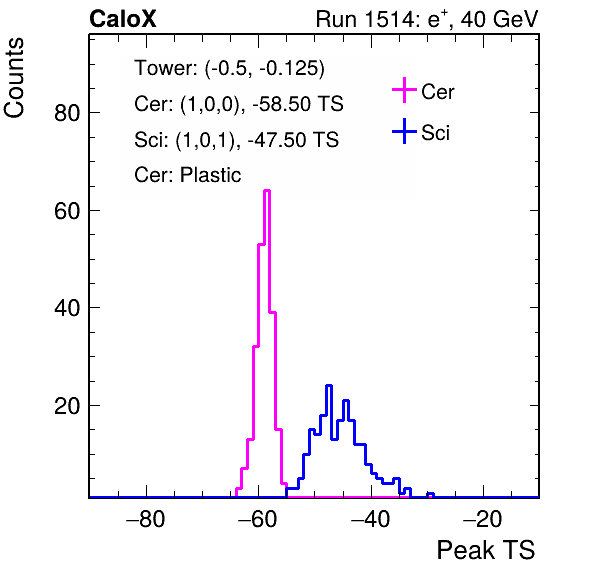 CaloX Run 1514: e⁺, 40 GeV
Counts
Tower: (-0.5, -0.125)
Cer: (1,0,0), -58.50 TS
Sci: (1,0,1), -47.50 TS
Cer: Plastic
Cer
Sci
80
60
40
20
−80 −60 −40 −20
Peak TS